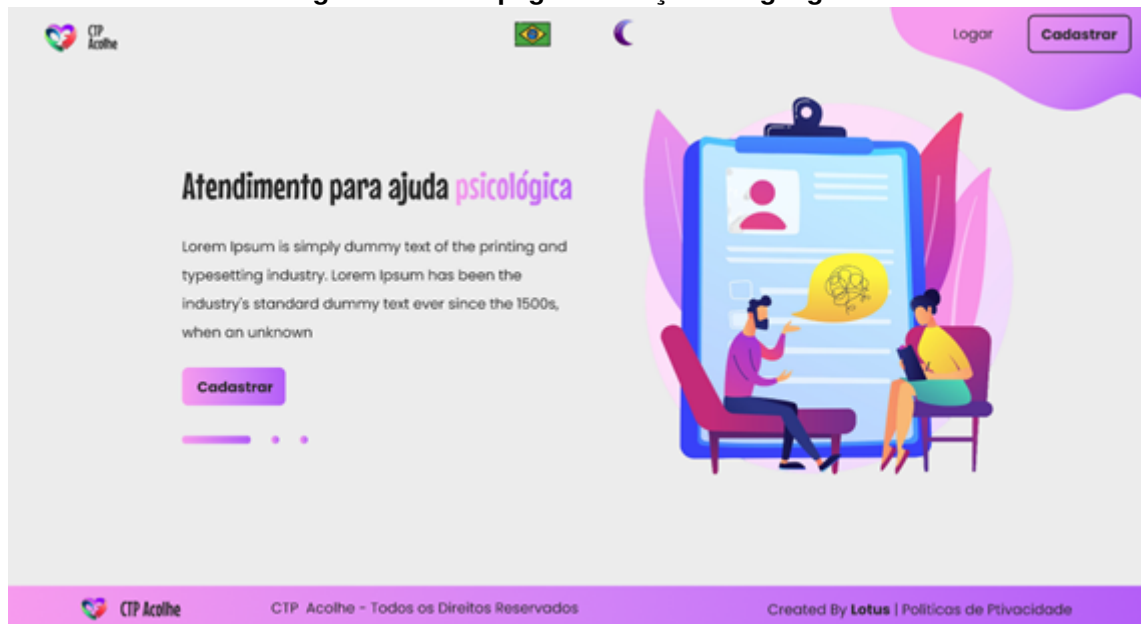 CTP
Acolhe
Logar
Cadastrar
Atendimento para ajuda psicológica
Lorem Ipsum is simply dummy text of the printing and
typesetting industry. Lorem Ipsum has been the
industry's standard dummy text ever since the 1500s,
when an unknown
Cadastrar
CTP Acolhe
CTP Acolhe - Todos os Direitos Reservados
Created By Lotus | Políticas de Ptivacidade